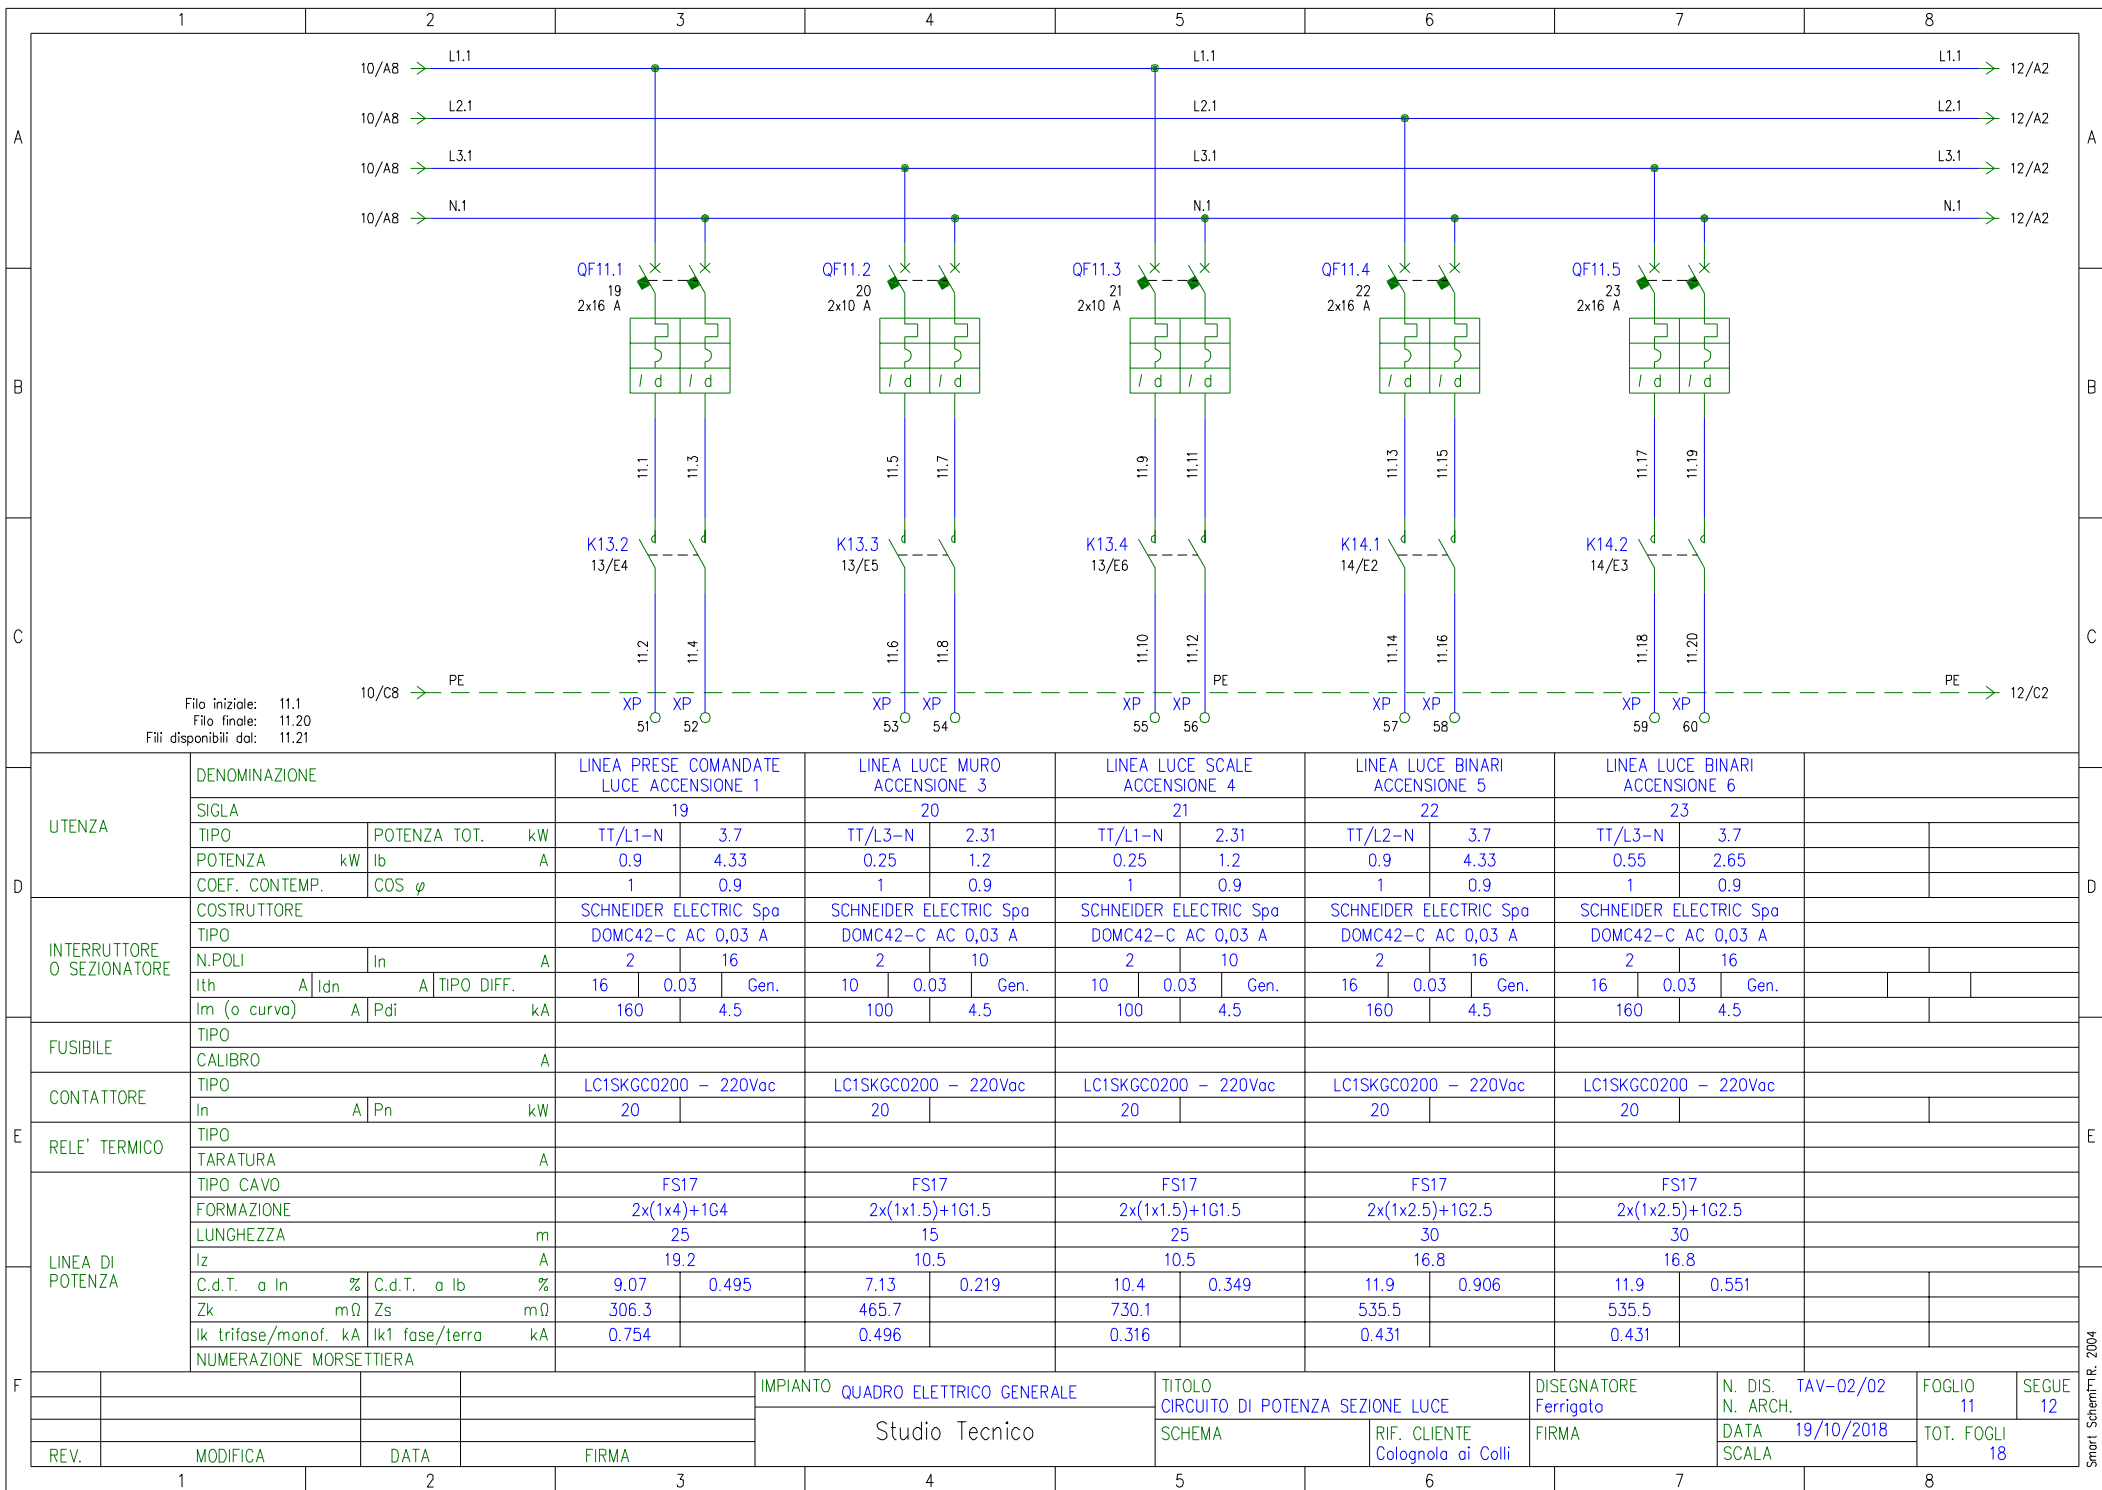 1 2 3 4 5 6 7 8
10/A8 L1.1 L1.1 L1.1 12/A2
10/A8 L2.1 L2.1 L2.1 12/A2
A A
10/A8 L3.1 L3.1 L3.1 12/A2
10/A8 N.1 N.1 N.1 12/A2
QF11.1 QF11.2 QF11.3 QF11.4 QF11.5
19 20 21 22 23
2x16 A 2x10 A 2x10 A 2x16 A 2x16 A
I d I d I d I d I d I d I d I d I d I d
B B
11.1 11.3 11.5 11.7 11.9 11.11 11.13 11.15 11.17 11.19
K13.2 K13.3 K13.4 K14.1 K14.2
13/E4 13/E5 13/E6 14/E2 14/E3
C C
11.2 11.4 11.6 11.8 11.10 11.12 11.14 11.16 11.18 11.20
10/C8 PE PE PE 12/C2
XP XP XP XP XP XP XP XP XP XP
51 52 53 54 55 56 57 58 59 60
Filo iniziale: 11.1
Filo finale: 11.20
Fili disponibili dal: 11.21
UTENZA
DENOMINAZIONE
LINEA PRESE COMANDATE
LUCE ACCENSIONE 1
LINEA LUCE MURO
ACCENSIONE 3
LINEA LUCE SCALE
ACCENSIONE 4
LINEA LUCE BINARI
ACCENSIONE 5
LINEA LUCE BINARI
ACCENSIONE 6
SIGLA 19 20 21 22 23
TIPO POTENZA TOT. kW TT/L1-N 3.7 TT/L3-N 2.31 TT/L1-N 2.31 TT/L2-N 3.7 TT/L3-N 3.7
POTENZA kW Ib A 0.9 4.33 0.25 1.2 0.25 1.2 0.9 4.33 0.55 2.65
D D
COEF. CONTEMP. COS φ 1 0.9 1 0.9 1 0.9 1 0.9 1 0.9
INTERRUTTORE
O SEZIONATORE
COSTRUTTORE SCHNEIDER ELECTRIC Spa SCHNEIDER ELECTRIC Spa SCHNEIDER ELECTRIC Spa SCHNEIDER ELECTRIC Spa SCHNEIDER ELECTRIC Spa
TIPO DOMC42-C AC 0,03 A DOMC42-C AC 0,03 A DOMC42-C AC 0,03 A DOMC42-C AC 0,03 A DOMC42-C AC 0,03 A
N.POLI In A 2 16 2 10 2 10 2 16 2 16
Ith A Idn A TIPO DIFF. 16 0.03 Gen. 10 0.03 Gen. 10 0.03 Gen. 16 0.03 Gen. 16 0.03 Gen.
Im (o curva) A Pdi kA 160 4.5 100 4.5 100 4.5 160 4.5 160 4.5
FUSIBILE
TIPO
CALIBRO A
CONTATTORE
TIPO LC1SKGC0200 - 220Vac LC1SKGC0200 - 220Vac LC1SKGC0200 - 220Vac LC1SKGC0200 - 220Vac LC1SKGC0200 - 220Vac
In A Pn kW 20 20 20 20 20
E E
RELE' TERMICO
TIPO
TARATURA A
LINEA DI
POTENZA
TIPO CAVO FS17 FS17 FS17 FS17 FS17
FORMAZIONE 2x(1x4)+1G4 2x(1x1.5)+1G1.5 2x(1x1.5)+1G1.5 2x(1x2.5)+1G2.5 2x(1x2.5)+1G2.5
LUNGHEZZA m 25 15 25 30 30
Iz A 19.2 10.5 10.5 16.8 16.8
C.d.T. a In % C.d.T. a Ib % 9.07 0.495 7.13 0.219 10.4 0.349 11.9 0.906 11.9 0.551
Zk mΩ Zs mΩ 306.3 465.7 730.1 535.5 535.5
Ik trifase/monof. kA Ik1 fase/terra kA 0.754 0.496 0.316 0.431 0.431
NUMERAZIONE MORSETTIERA
F
REV. MODIFICA DATA FIRMA
IMPIANTO QUADRO ELETTRICO GENERALE
Studio Tecnico
TITOLO
CIRCUITO DI POTENZA SEZIONE LUCE
SCHEMA
RIF. CLIENTE
Colognola ai Colli
DISEGNATORE
Ferrigato
FIRMA
N. DIS. TAV-02/02
N. ARCH.
DATA 19/10/2018
SCALA
FOGLIO
11
SEGUE
12
TOT. FOGLI
18
1 2 3 4 5 6 7 8
R. 2004